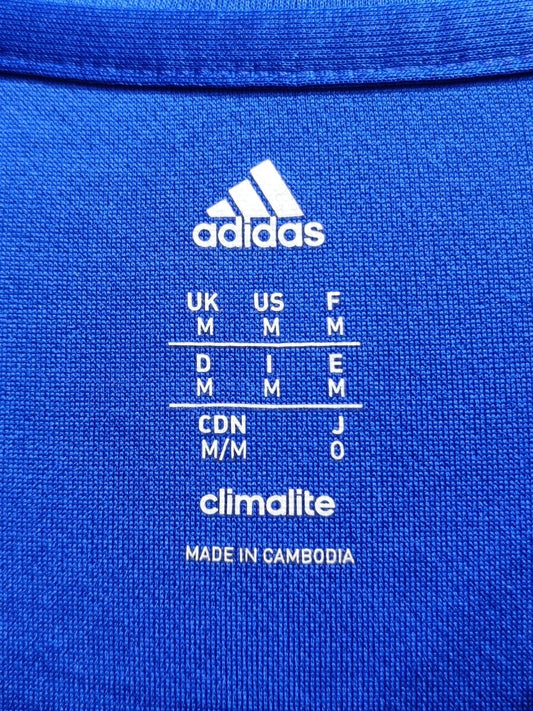 adidas
UK US F
M M M
D I E
M M M
CDN J
M/M O
climalite
MADE IN CAMBODIA